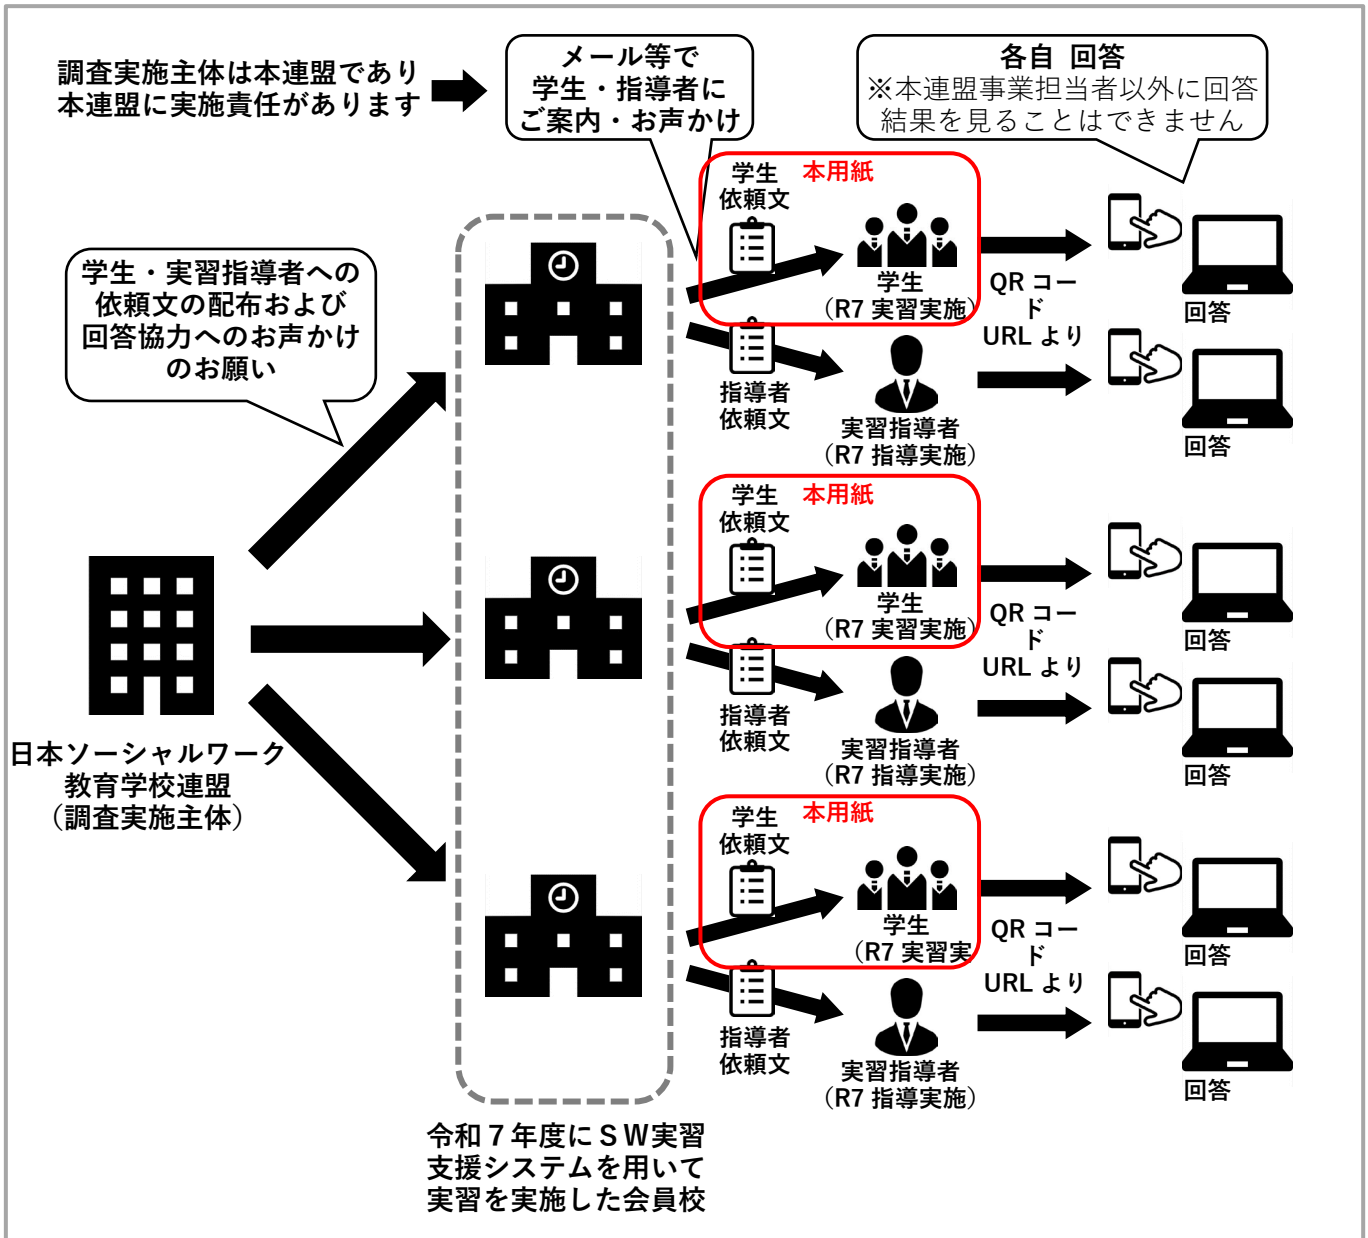 調査実施主体は本連盟であり
本連盟に実施責任があります
メール等で
学生・指導者に
ご案内・お声かけ
各自 回答
※本連盟事業担当者以外に回答
結果を見ることはできません
学生・実習指導者への
依頼文の配布および
回答協力へのお声かけ
のお願い
学生
依頼文
本用紙
学生
（R7 実習実施）
QR コー
ド
URL より
回答
指導者
依頼文
実習指導者
（R7 指導実施）
回答
学生
依頼文
本用紙
学生
（R7 実習実施）
QR コー
ド
URL より
回答
指導者
依頼文
実習指導者
（R7 指導実施）
回答
日本ソーシャルワーク
教育学校連盟
（調査実施主体）
学生
依頼文
本用紙
学生
（R7 実習実
QR コー
ド
URL より
回答
指導者
依頼文
実習指導者
（R7 指導実施）
回答
令和７年度にＳＷ実習
支援システムを用いて
実習を実施した会員校